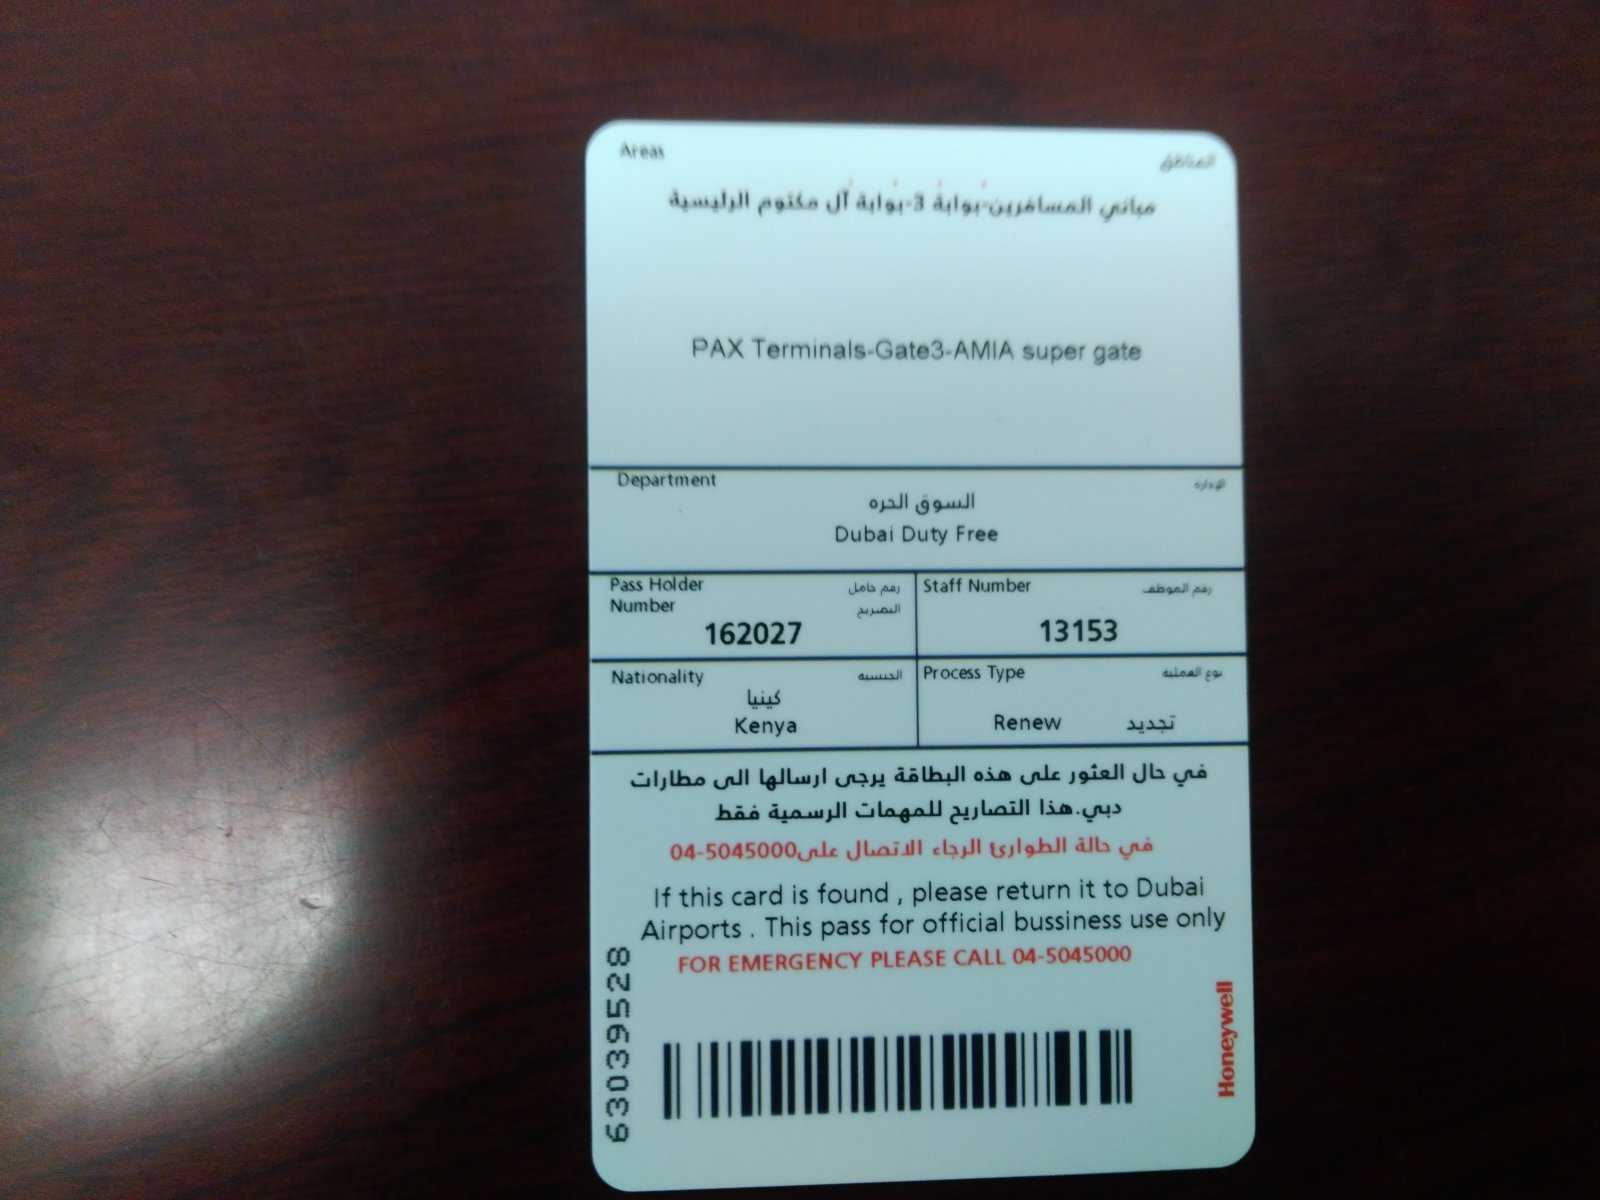 Areas المناطق
مباني المسافرين-بوابة 3-بوابة آل مكتوم الرئيسية
PAX Terminals-Gate3-AMIA super gate
Department الإدارة
السوق الحره
Dubai Duty Free
Pass Holder Number رقم حامل التصريح
162027
Staff Number رقم الموظف
13153
Nationality الجنسية
كينيا
Kenya
Process Type نوع العملية
Renew تجديد
في حال العثور على هذه البطاقة يرجى ارسالها الى مطارات
دبي.هذا التصاريح للمهمات الرسمية فقط
في حالة الطوارئ الرجاء الاتصال على04-5045000
If this card is found , please return it to Dubai
Airports . This pass for official bussiness use only
FOR EMERGENCY PLEASE CALL 04-5045000
63039528
Honeywell